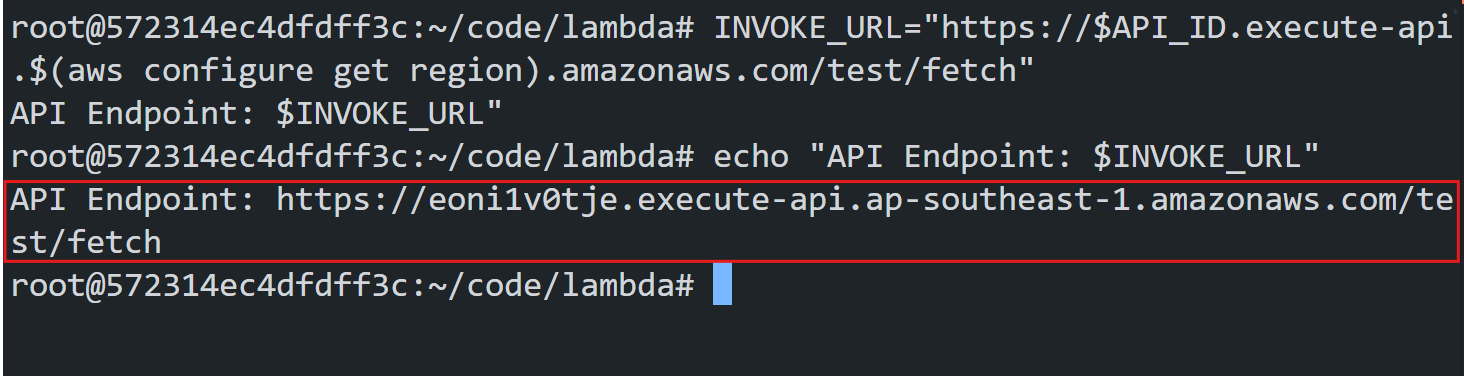 root@572314ec4dfdff3c:~/code/lambda# INVOKE_URL="https://$API_ID.execute-api
.$(aws configure get region).amazonaws.com/test/fetch"
API Endpoint: $INVOKE_URL"
root@572314ec4dfdff3c:~/code/lambda# echo "API Endpoint: $INVOKE_URL"
API Endpoint: https://eoni1v0tje.execute-api.ap-southeast-1.amazonaws.com/te
st/fetch
root@572314ec4dfdff3c:~/code/lambda#